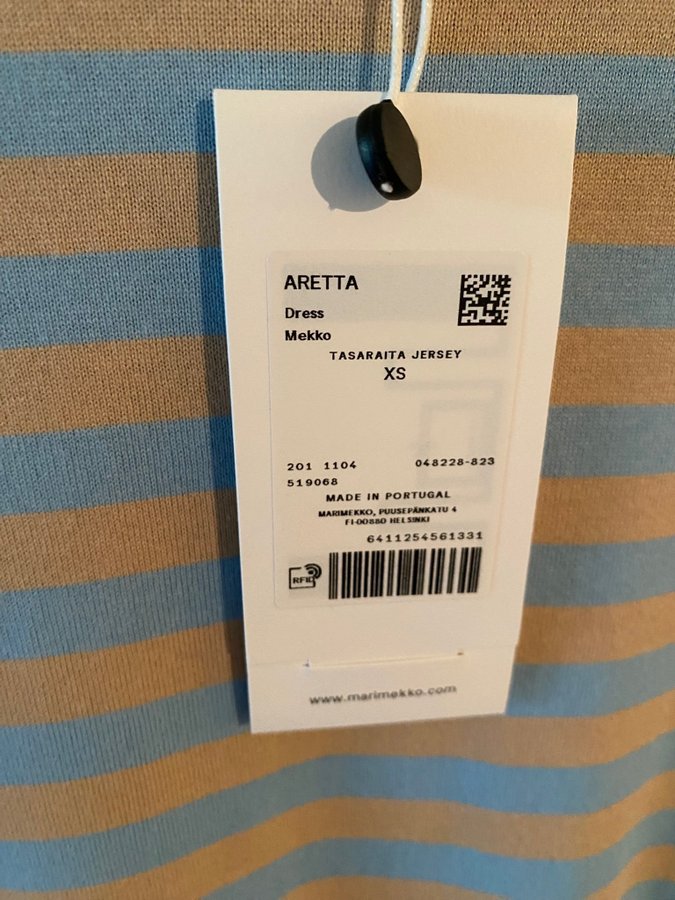 ARETTA
Dress
Mekko
TASARAITA JERSEY
XS
201 1104 048228-823
519068
MADE IN PORTUGAL
MARIMEKKO, PUUSEPÄNKATU 4
FI-00880 HELSINKI
6411254561331
RFID
www.marimekko.com